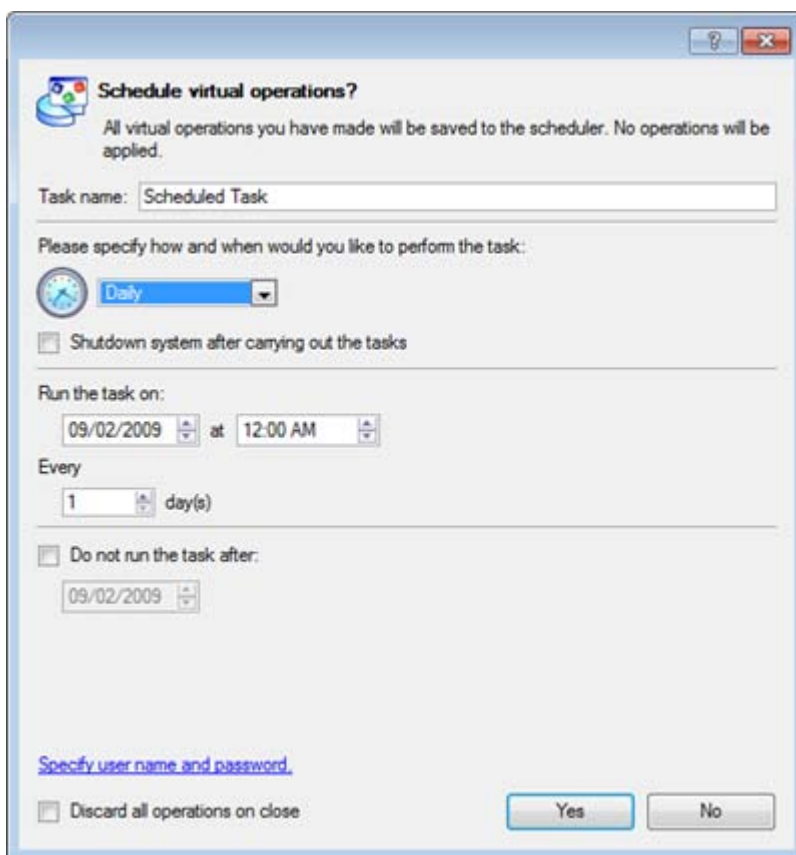 Schedule virtual operations?
All virtual operations you have made will be saved to the scheduler. No operations will be
applied.
Task name: Scheduled Task
Please specify how and when would you like to perform the task:
Daily
Shutdown system after carrying out the tasks
Run the task on:
09/02/2009 at 12:00 AM
Every
1 day(s)
Do not run the task after:
09/02/2009
Specify user name and password.
Discard all operations on close Yes No